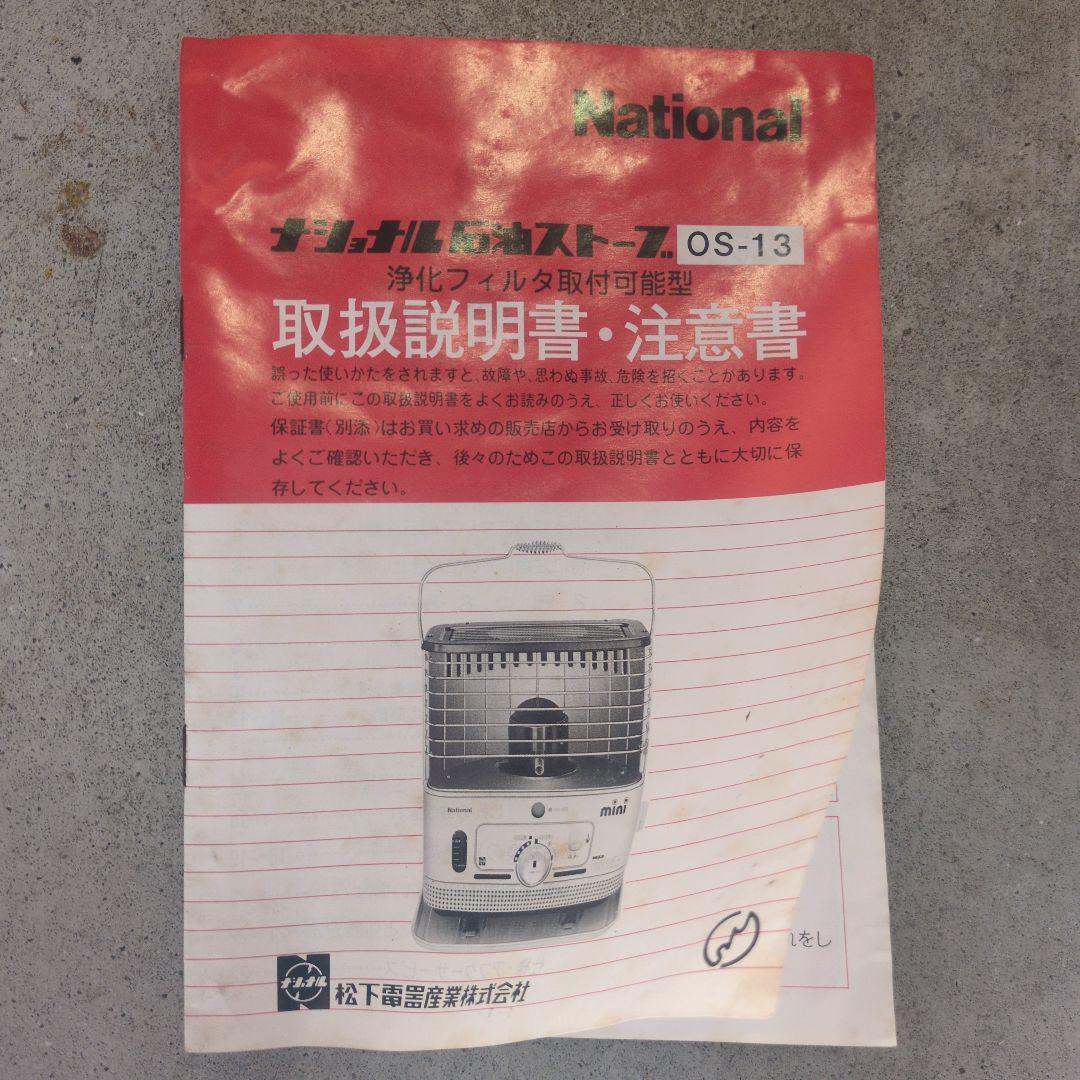 National
ナショナル石油ストーブ OS-13
浄化フィルタ取付可能型
取扱説明書・注意書
誤った使いかたをされますと、故障や、思わぬ事故、危険を招くことがあります。
ご使用前にこの取扱説明書をよくお読みのうえ、正しくお使いください。
保証書(別添)はお買い求めの販売店からお受け取りのうえ、内容を
よくご確認いただき、後々のためこの取扱説明書とともに大切に保
存してください。
National
mini
れをし
ナショナル
松下電器産業株式会社